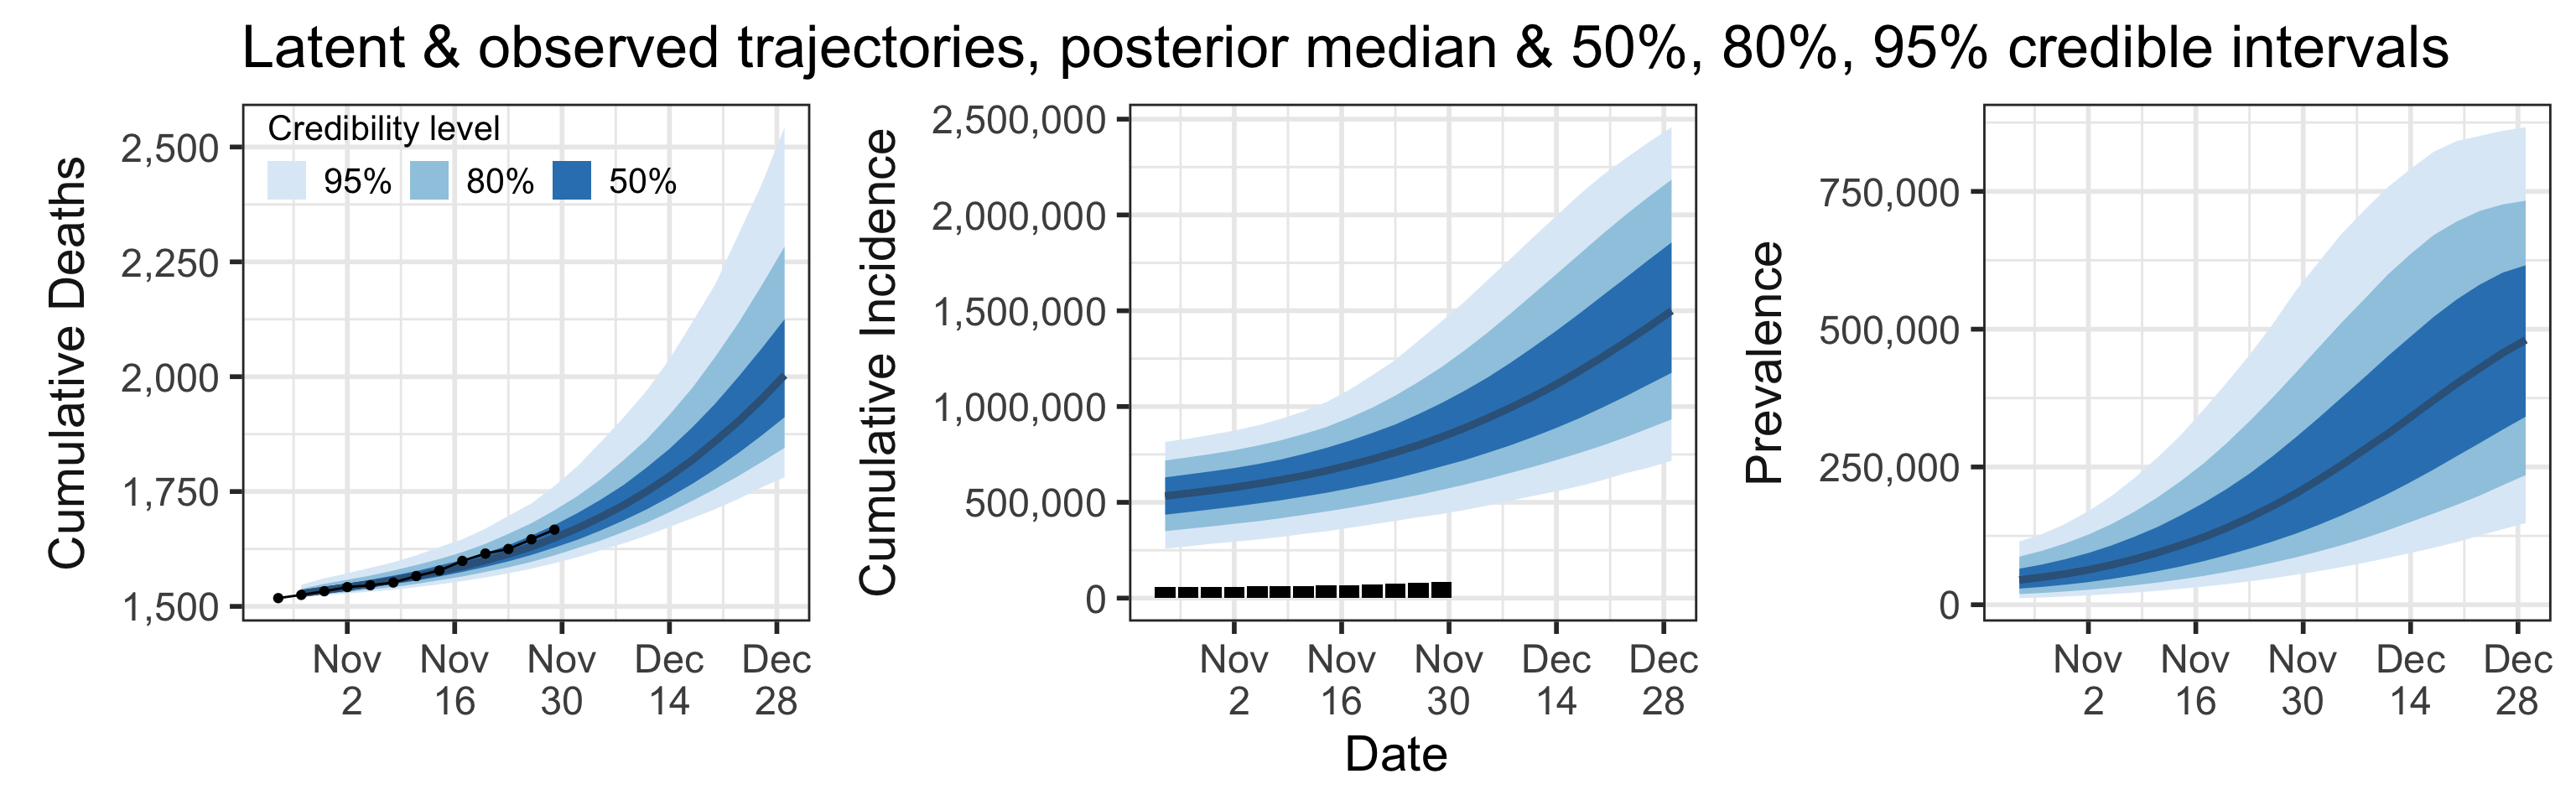 Latent & observed trajectories, posterior median & 50%, 80%, 95% credible intervals
Cumulative Deaths
Credibility level
95% 80% 50%
2,500
2,250
2,000
1,750
1,500
Nov 2 Nov 16 Nov 30 Dec 14 Dec 28
Cumulative Incidence
2,500,000
2,000,000
1,500,000
1,000,000
500,000
0
Nov 2 Nov 16 Nov 30 Dec 14 Dec 28
Prevalence
750,000
500,000
250,000
0
Nov 2 Nov 16 Nov 30 Dec 14 Dec 28
Date